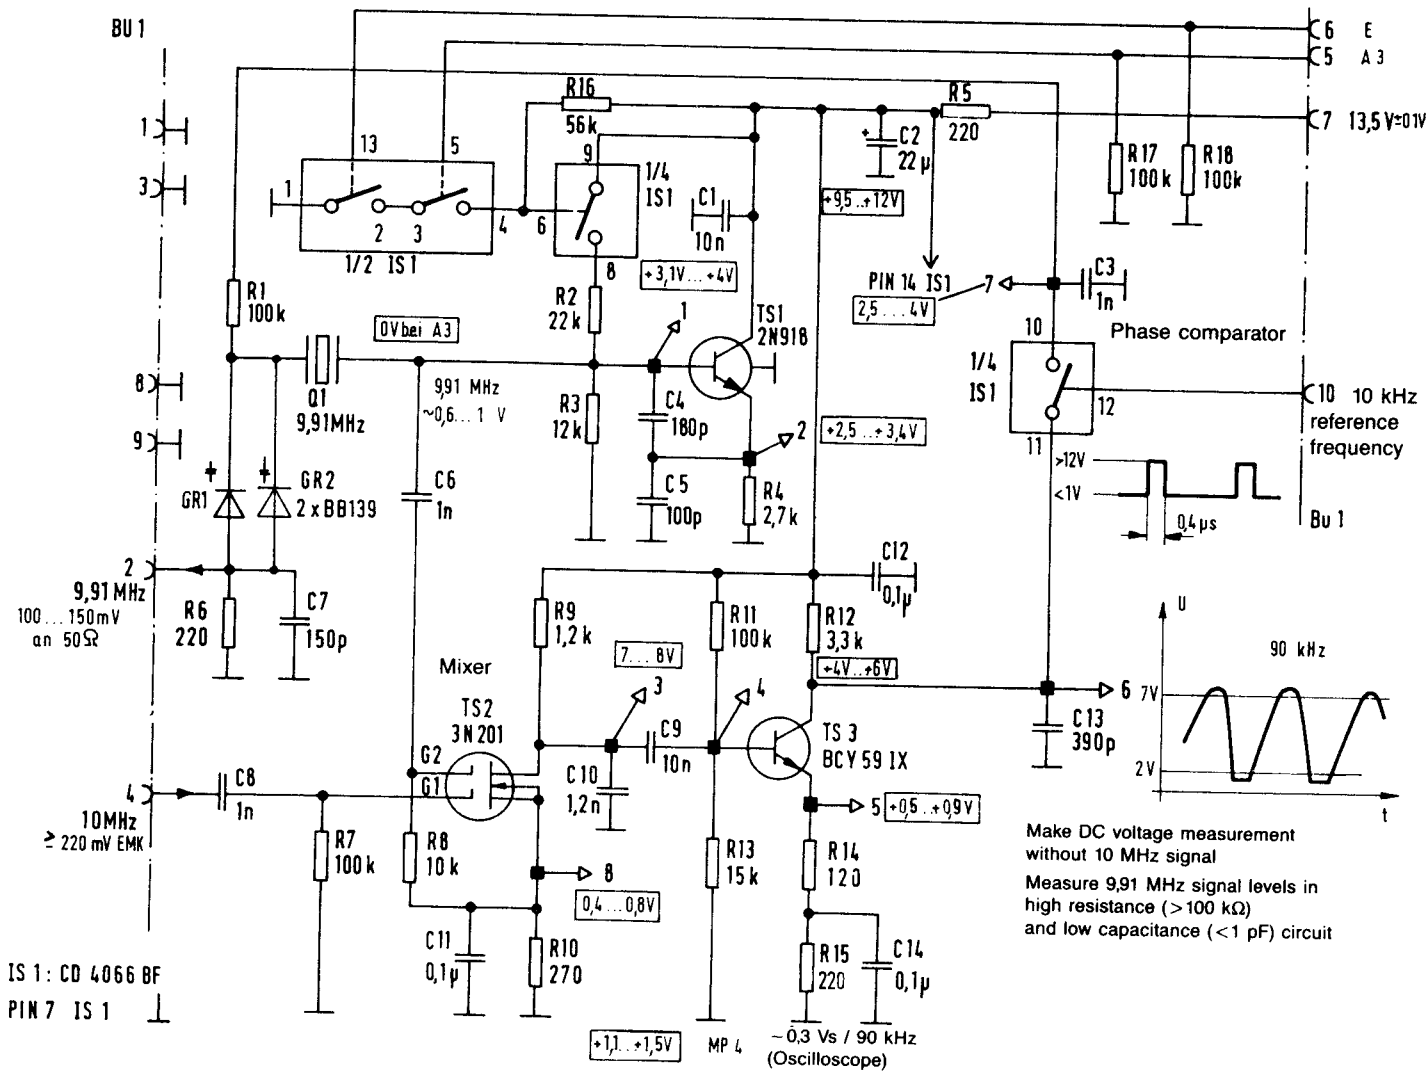 BU 1
6 E
5 A 3
1
3
R16
56k
R5
220
7 13,5 V±0,1V
13
5
9
1/4
IS1
C2
22 µ
+
R17
100k
R18
100k
1
2
3
4
6
8
1/2 IS1
C1
10n
+9,5..+12V
+3,1V...+4V
PIN 14 IS1
7
2,5....4V
C3
1n
R1
100k
R2
22k
0V bei A3
1
TS1
2N918
10
Phase comparator
1/4
IS1
12
11
8
9
Q1
9,91MHz
9,91 MHz
~0,6...1 V
R3
12k
C4
180p
2
+2,5..+3,4V
10 10 kHz
reference
frequency
>12V
<1V
0,4µs
Bu 1
GR1
GR2
2 x BB139
C6
1n
C5
100p
R4
2,7k
2
9,91 MHz
100...150mV
an 50Ω
R6
220
C7
150p
R9
1,2k
R11
100k
C12
0,1µ
R12
3,3k
7...8V
+4V..+6V
Mixer
3
4
6
U
90 kHz
7V
2V
t
TS2
3N201
C9
10n
TS 3
BCY 59 IX
C13
390p
G2
G1
C8
1n
4
10MHz
≥ 220 mV EMK
C10
1,2n
5
+0,5..+0,9V
R7
100k
R8
10k
8
0,4...0,8V
R13
15k
R14
120
Make DC voltage measurement
without 10 MHz signal
Measure 9,91 MHz signal levels in
high resistance (>100 kΩ)
and low capacitance (<1 pF) circuit
C11
0,1µ
R10
270
R15
220
C14
0,1µ
IS 1: CD 4066 BF
PIN 7 IS 1
+1,1..+1,5V
MP 4
~0,3 Vs / 90 kHz
(Oscilloscope)